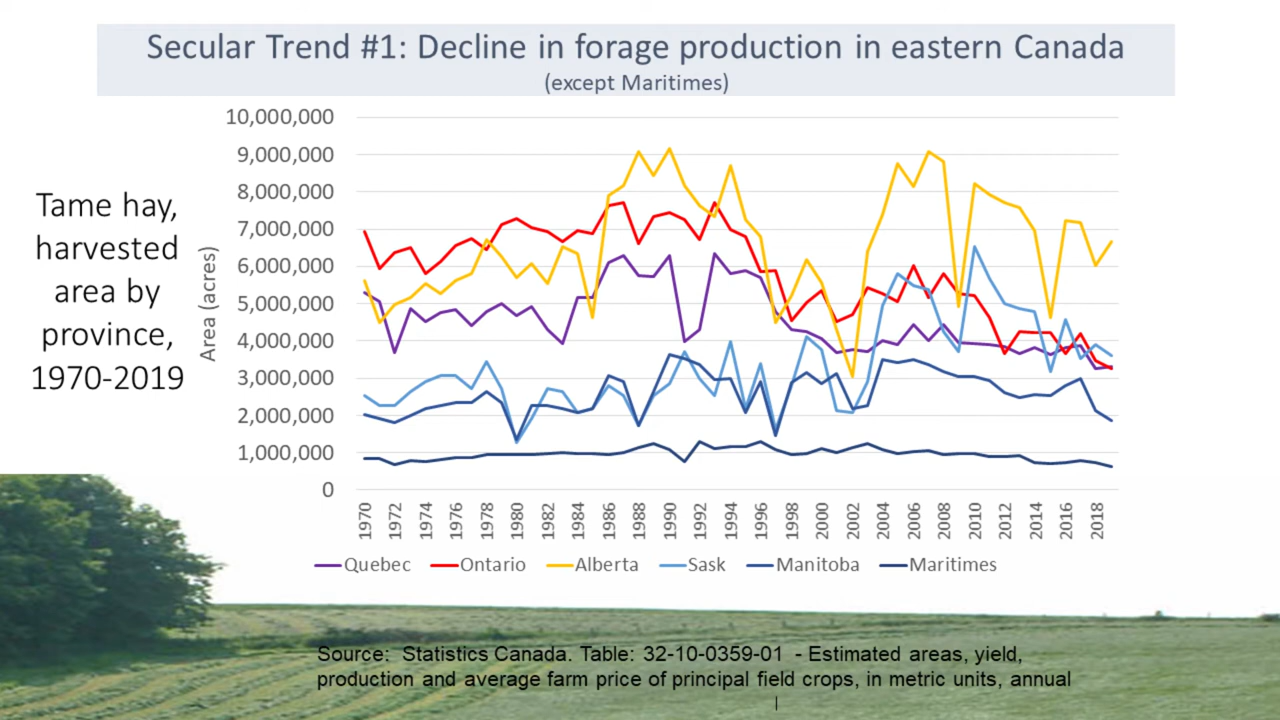 Secular Trend #1: Decline in forage production in eastern Canada
(except Maritimes)
Tame hay,
harvested
area by
province,
1970-2019
Area (acres)
10,000,000
9,000,000
8,000,000
7,000,000
6,000,000
5,000,000
4,000,000
3,000,000
2,000,000
1,000,000
0
1970 1972 1974 1976 1978 1980 1982 1984 1986 1988 1990 1992 1994 1996 1998 2000 2002 2004 2006 2008 2010 2012 2014 2016 2018
Quebec Ontario Alberta Sask Manitoba Maritimes
Source: Statistics Canada. Table: 32-10-0359-01 - Estimated areas, yield,
production and average farm price of principal field crops, in metric units, annual